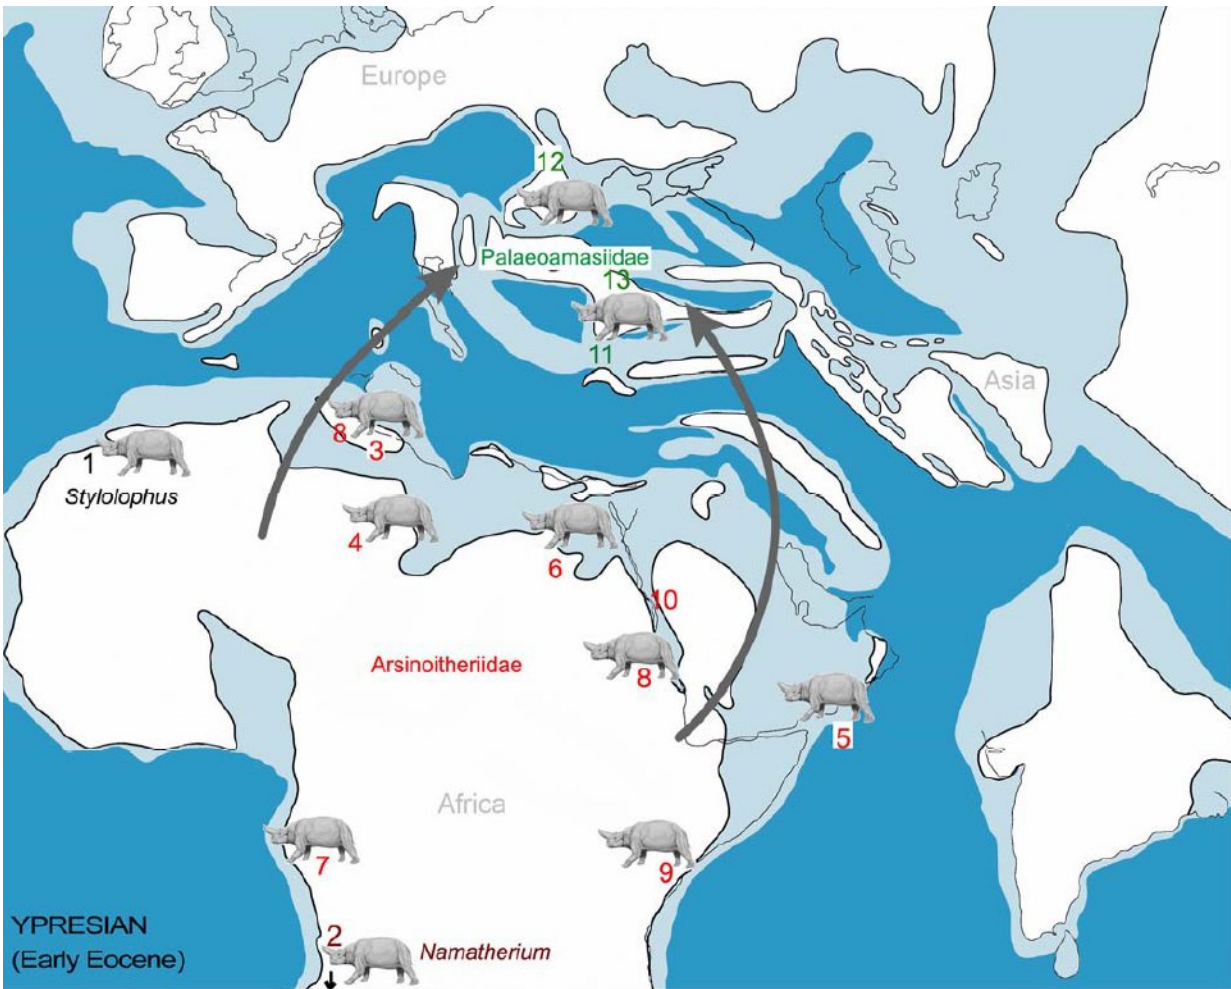 Europe
12
Palaeoamasiidae
13
11
Asia
8
3
1
Stylolophus
4
6
10
Arsinoitheriidae
8
5
Africa
7
9
YPRESIAN
(Early Eocene)
2
Namatherium